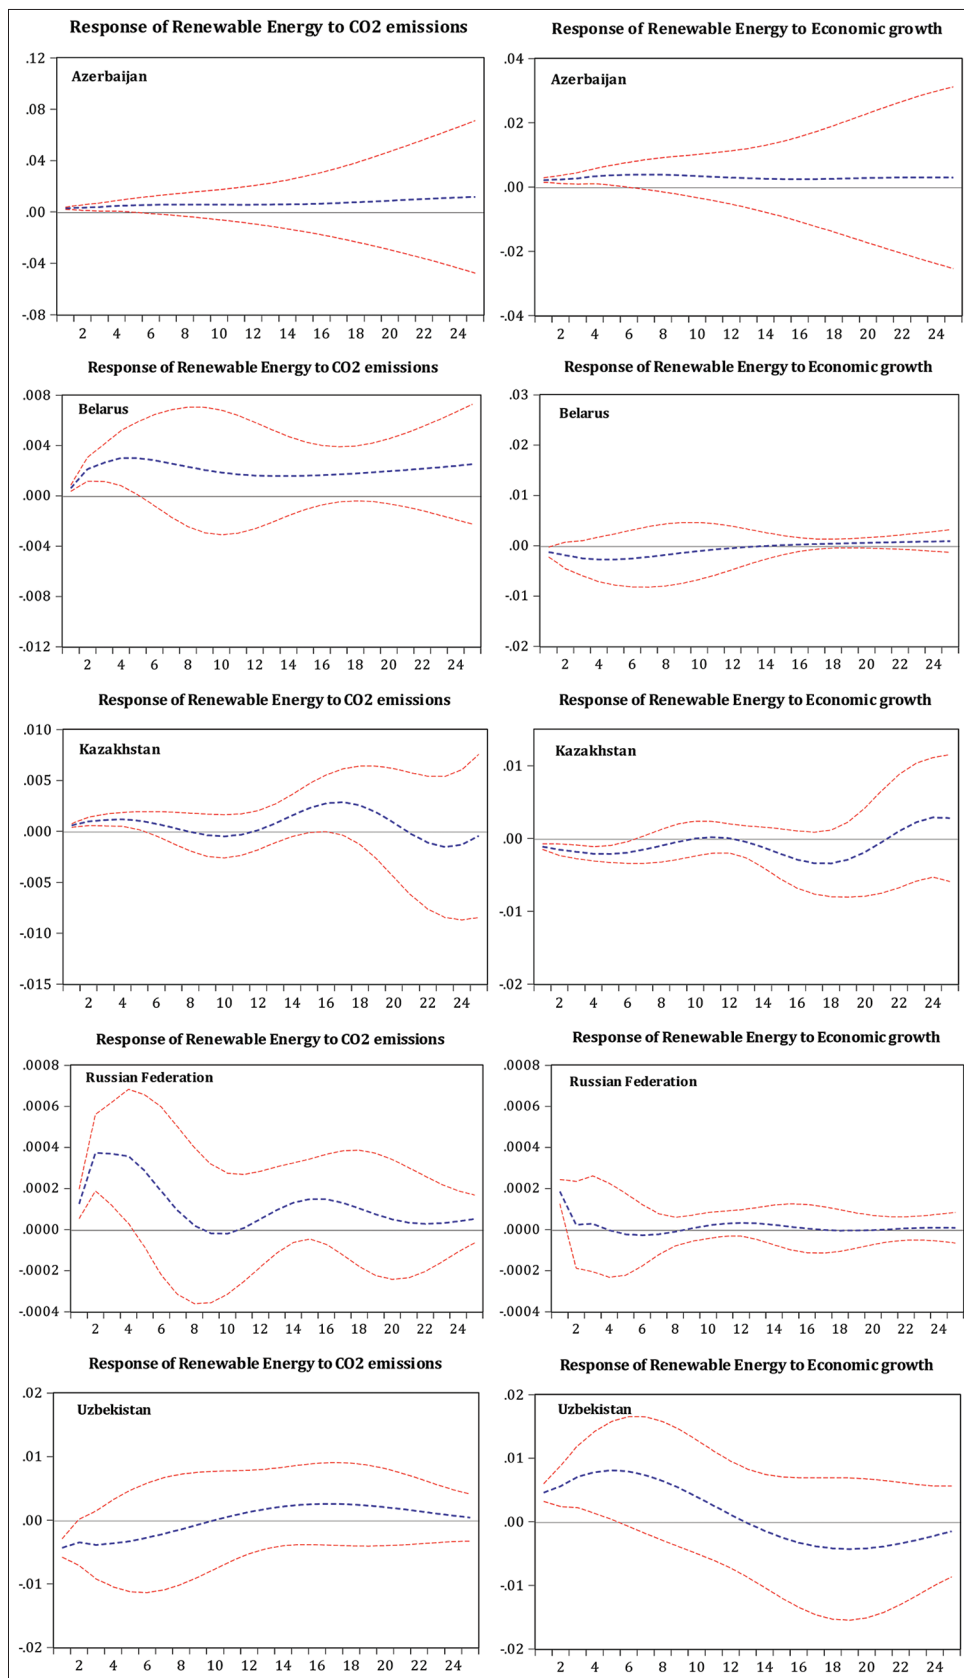 Response of Renewable Energy to CO2 emissions
Response of Renewable Energy to Economic growth
Azerbaijan
.12
.08
.04
.00
-.04
-.08
2 4 6 8 10 12 14 16 18 20 22 24
Azerbaijan
.04
.02
.00
-.02
-.04
2 4 6 8 10 12 14 16 18 20 22 24
Response of Renewable Energy to CO2 emissions
Response of Renewable Energy to Economic growth
Belarus
.008
.004
.000
-.004
-.008
-.012
2 4 6 8 10 12 14 16 18 20 22 24
Belarus
.03
.02
.01
.00
-.01
-.02
2 4 6 8 10 12 14 16 18 20 22 24
Response of Renewable Energy to CO2 emissions
Response of Renewable Energy to Economic growth
Kazakhstan
.010
.005
.000
-.005
-.010
-.015
2 4 6 8 10 12 14 16 18 20 22 24
Kazakhstan
.01
.00
-.01
-.02
2 4 6 8 10 12 14 16 18 20 22 24
Response of Renewable Energy to CO2 emissions
Response of Renewable Energy to Economic growth
Russian Federation
.0008
.0006
.0004
.0002
.0000
-.0002
-.0004
2 4 6 8 10 12 14 16 18 20 22 24
Russian Federation
.0008
.0006
.0004
.0002
.0000
-.0002
-.0004
2 4 6 8 10 12 14 16 18 20 22 24
Response of Renewable Energy to CO2 emissions
Response of Renewable Energy to Economic growth
Uzbekistan
.02
.01
.00
-.01
-.02
2 4 6 8 10 12 14 16 18 20 22 24
Uzbekistan
.02
.01
.00
-.01
-.02
2 4 6 8 10 12 14 16 18 20 22 24